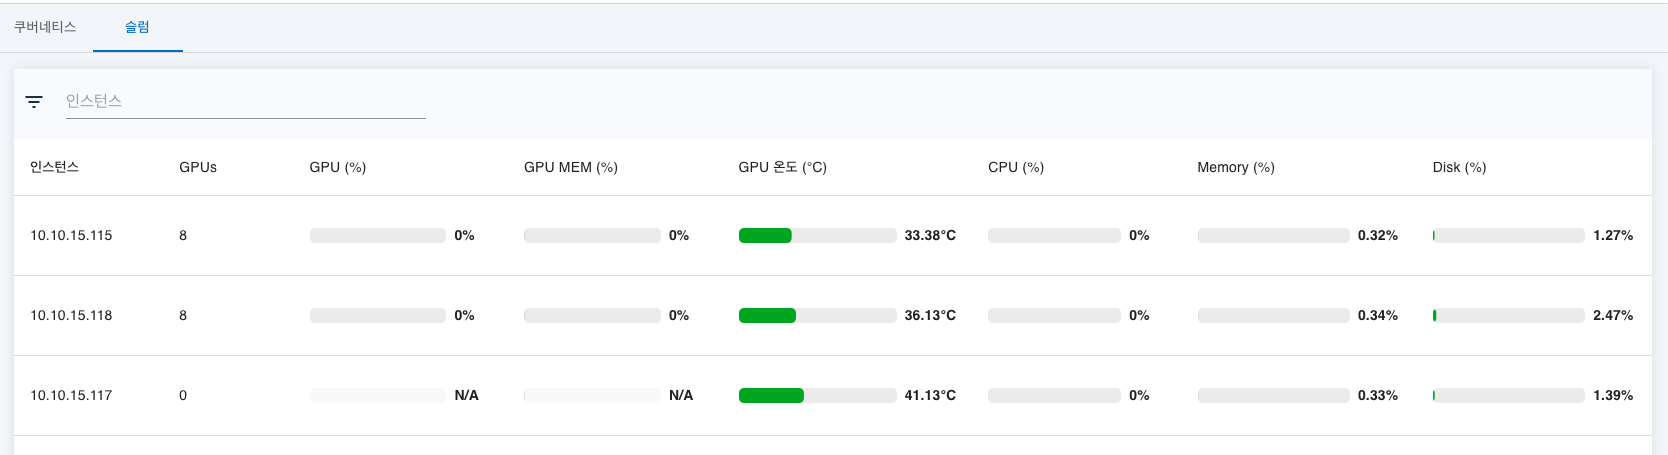 쿠버네티스 슬럼
인스턴스
인스턴스 GPUs GPU (%) GPU MEM (%) GPU 온도 (°C) CPU (%) Memory (%) Disk (%)
10.10.15.115 8 0% 0% 33.38°C 0% 0.32% 1.27%
10.10.15.118 8 0% 0% 36.13°C 0% 0.34% 2.47%
10.10.15.117 0 N/A N/A 41.13°C 0% 0.33% 1.39%